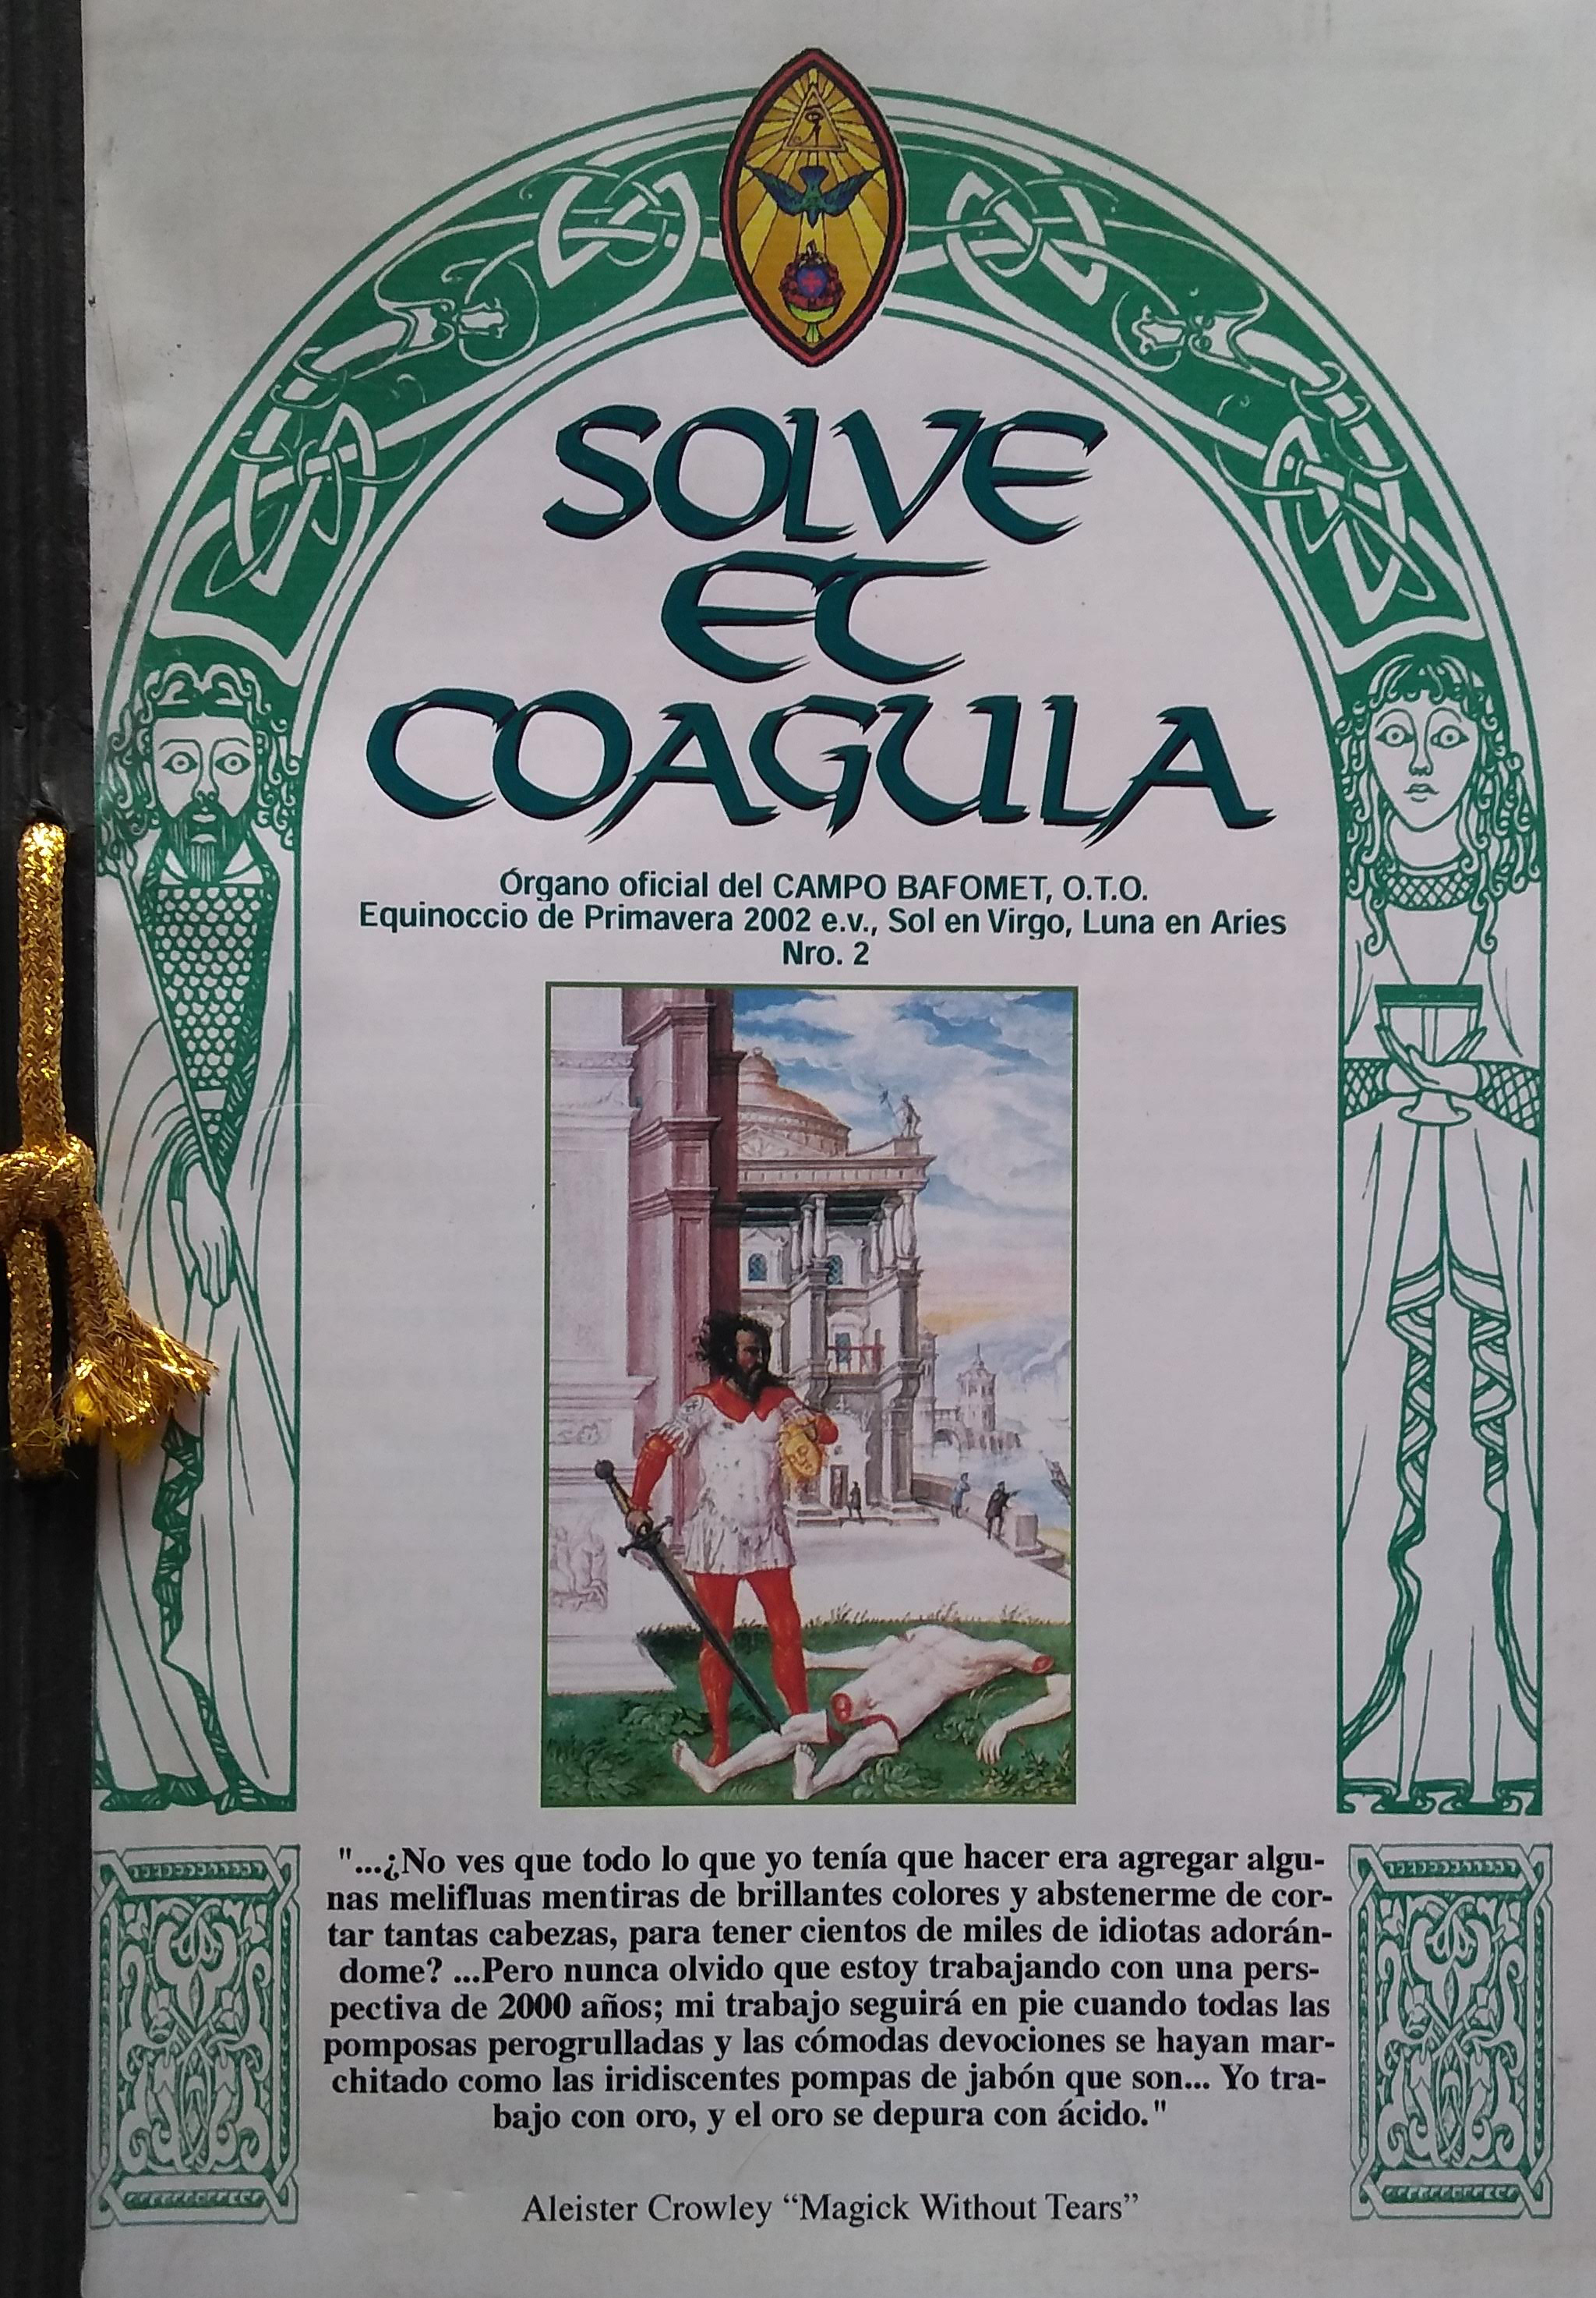 SOLVE
ET
COAGULA
Órgano oficial del CAMPO BAFOMET, O.T.O.
Equinoccio de Primavera 2002 e.v., Sol en Virgo, Luna en Aries
Nro. 2
"...¿No ves que todo lo que yo tenía que hacer era agregar algu-
nas melifluas mentiras de brillantes colores y abstenerme de cor-
tar tantas cabezas, para tener cientos de miles de idiotas adorán-
dome? ...Pero nunca olvido que estoy trabajando con una pers-
pectiva de 2000 años; mi trabajo seguirá en pie cuando todas las
pomposas perogrulladas y las cómodas devociones se hayan mar-
chitado como las iridiscentes pompas de jabón que son... Yo tra-
bajo con oro, y el oro se depura con ácido."
Aleister Crowley “Magick Without Tears”